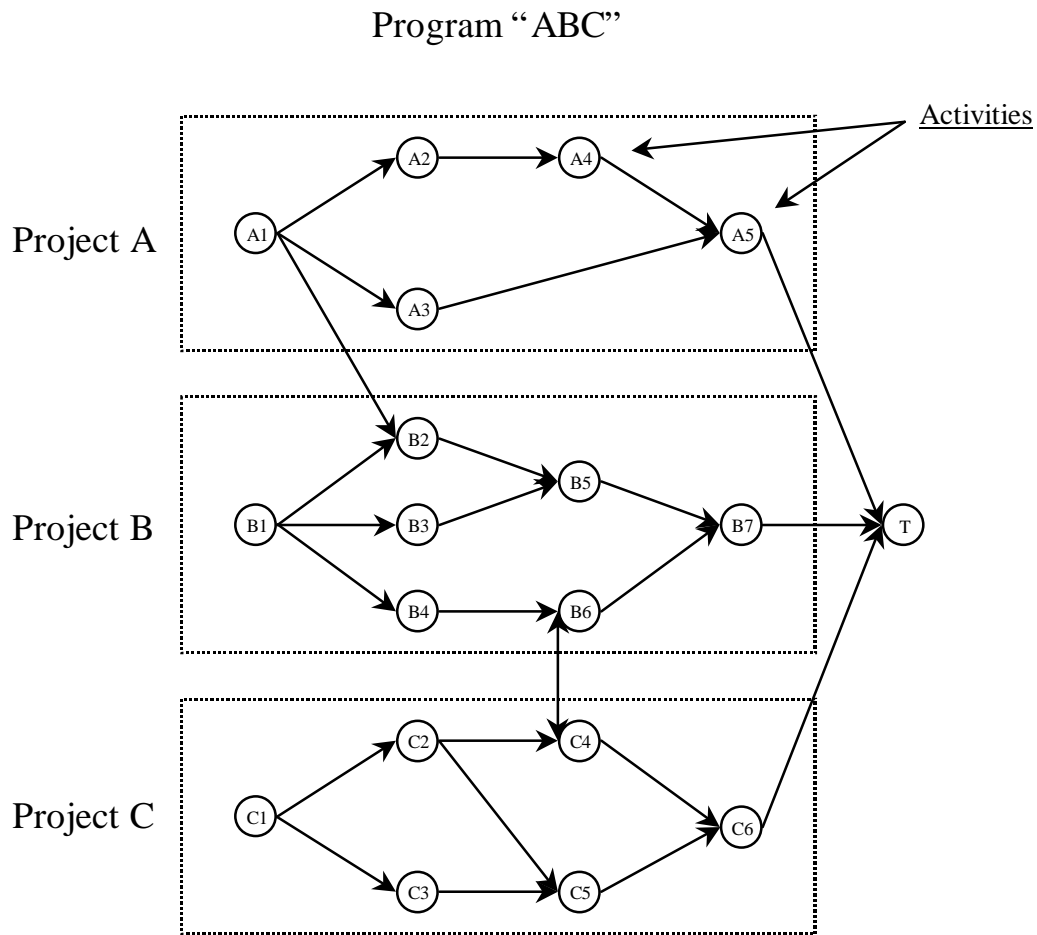 Program “ABC”
Activities
A2
A4
Project A
A1
A5
A3
B2
B5
Project B
B1
B3
B7
T
B4
B6
C2
C4
Project C
C1
C6
C3
C5